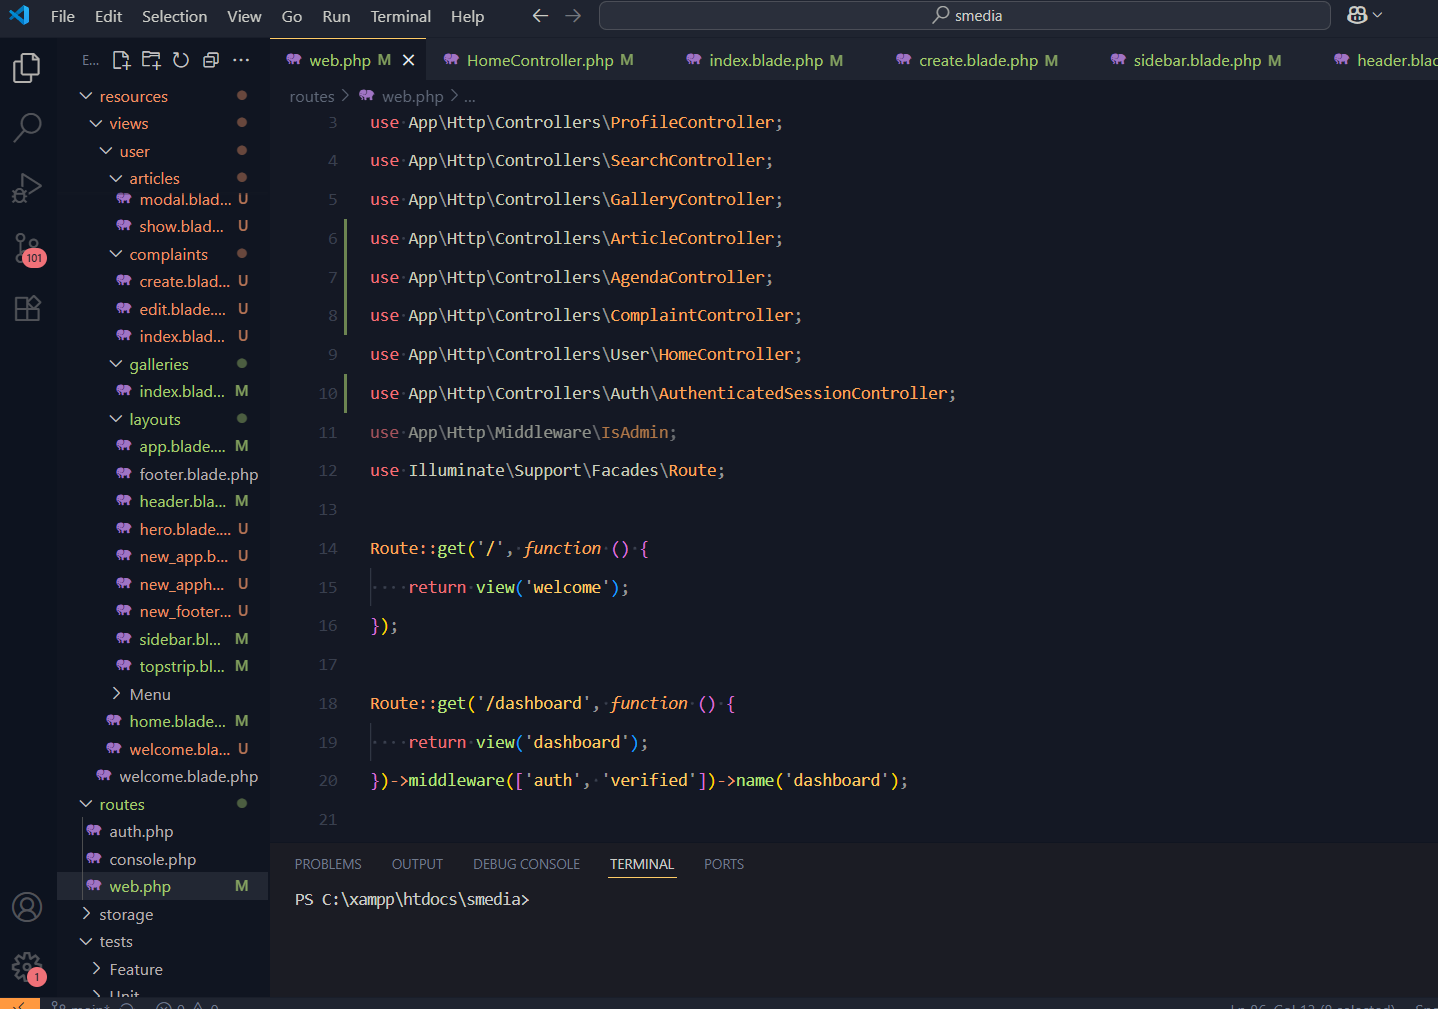 File Edit Selection View Go Run Terminal Help
smedia
E...
web.php M
HomeController.php M
index.blade.php M
create.blade.php M
sidebar.blade.php M
header.blad
routes > web.php > ...
resources
views
user
articles
modal.blad... U
show.blad... U
complaints
create.blad... U
edit.blade.... U
index.blad... U
galleries
index.blad... M
layouts
app.blade.... M
footer.blade.php
header.bla... M
hero.blade.... U
new_app.b... U
new_apph... U
new_footer... U
sidebar.bl... M
topstrip.bl... M
Menu
home.blade... M
welcome.bla... U
welcome.blade.php
routes
auth.php
console.php
web.php M
storage
tests
Feature
Unit
101
1
3 use App\Http\Controllers\ProfileController;
4 use App\Http\Controllers\SearchController;
5 use App\Http\Controllers\GalleryController;
6 use App\Http\Controllers\ArticleController;
7 use App\Http\Controllers\AgendaController;
8 use App\Http\Controllers\ComplaintController;
9 use App\Http\Controllers\User\HomeController;
10 use App\Http\Controllers\Auth\AuthenticatedSessionController;
11 use App\Http\Middleware\IsAdmin;
12 use Illuminate\Support\Facades\Route;
13
14 Route::get('/', function () {
15 return view('welcome');
16 });
17
18 Route::get('/dashboard', function () {
19 return view('dashboard');
20 })->middleware(['auth', 'verified'])->name('dashboard');
21
PROBLEMS OUTPUT DEBUG CONSOLE TERMINAL PORTS
PS C:\xampp\htdocs\smedia>